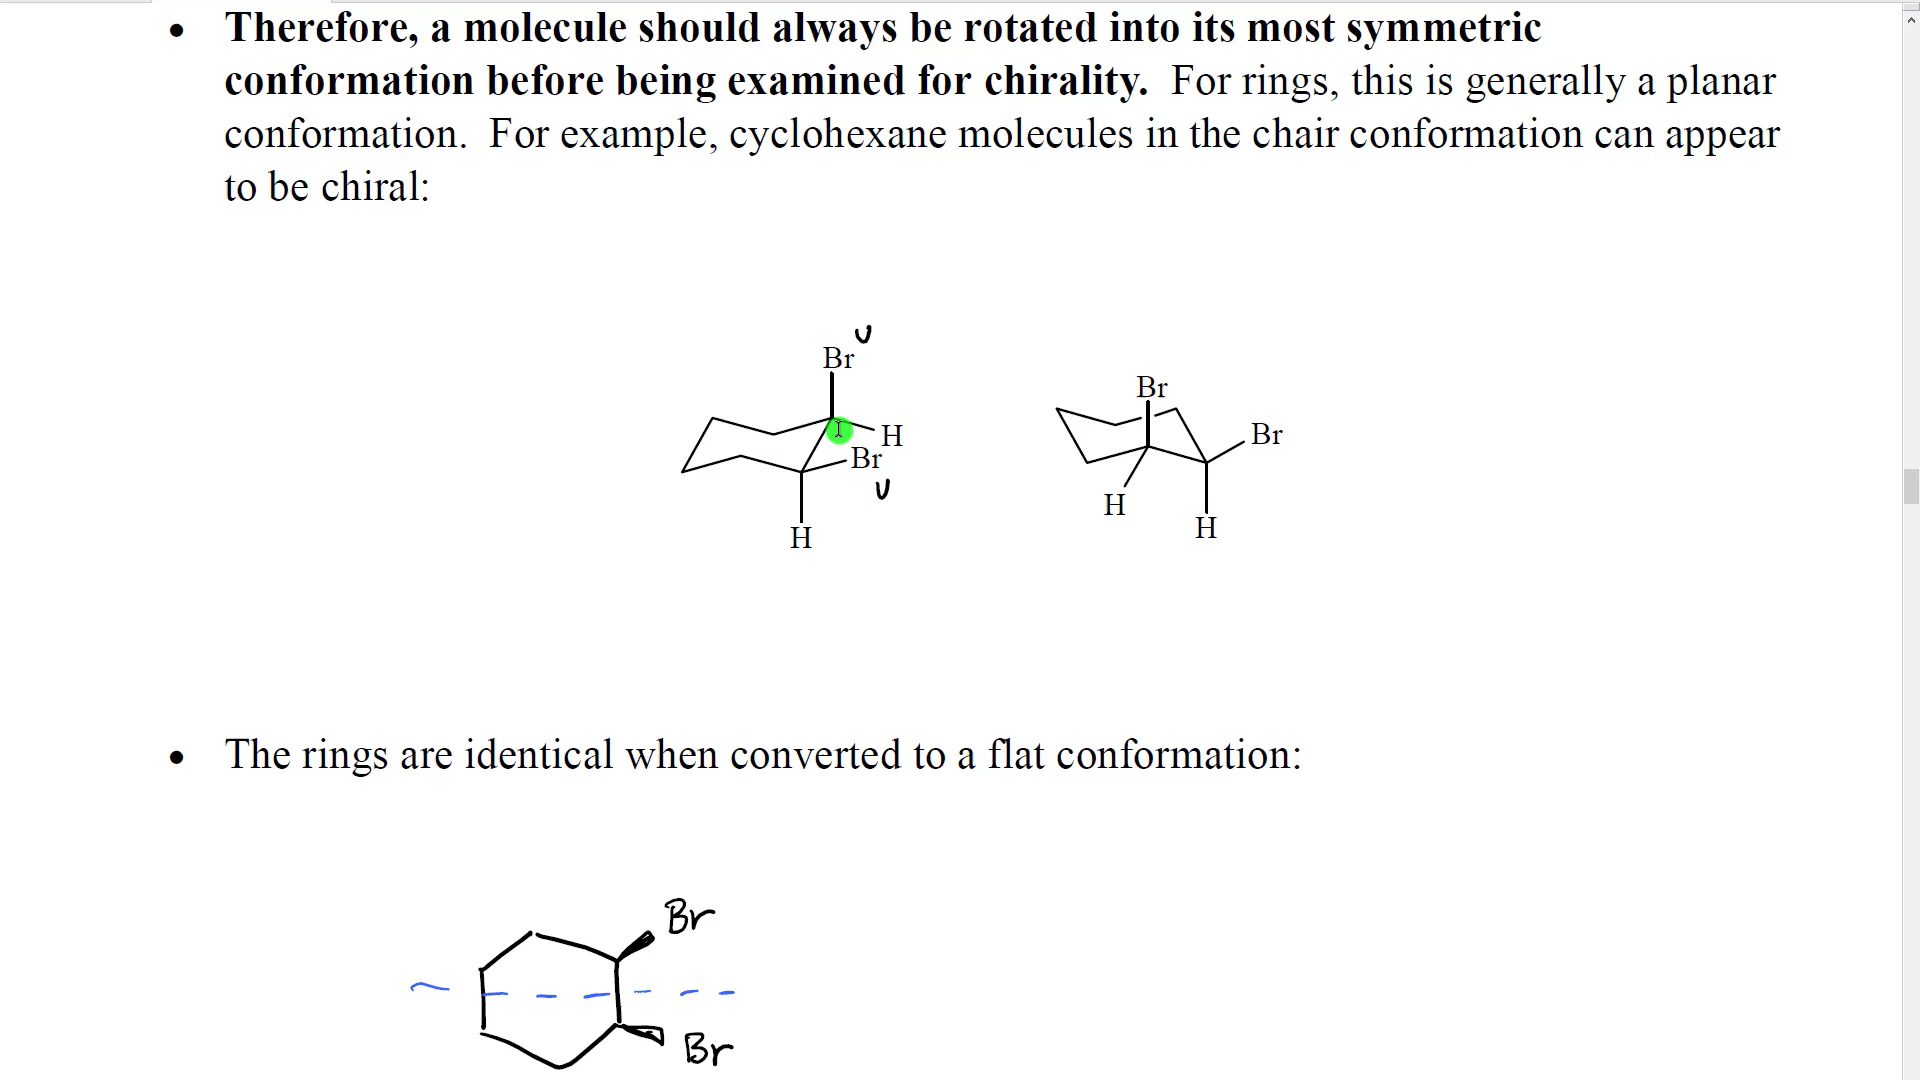 • Therefore, a molecule should always be rotated into its most symmetric
conformation before being examined for chirality. For rings, this is generally a planar
conformation. For example, cyclohexane molecules in the chair conformation can appear
to be chiral:
U
Br
Br
H
Br
Br
U
H
H
H
• The rings are identical when converted to a flat conformation:
Br
Br